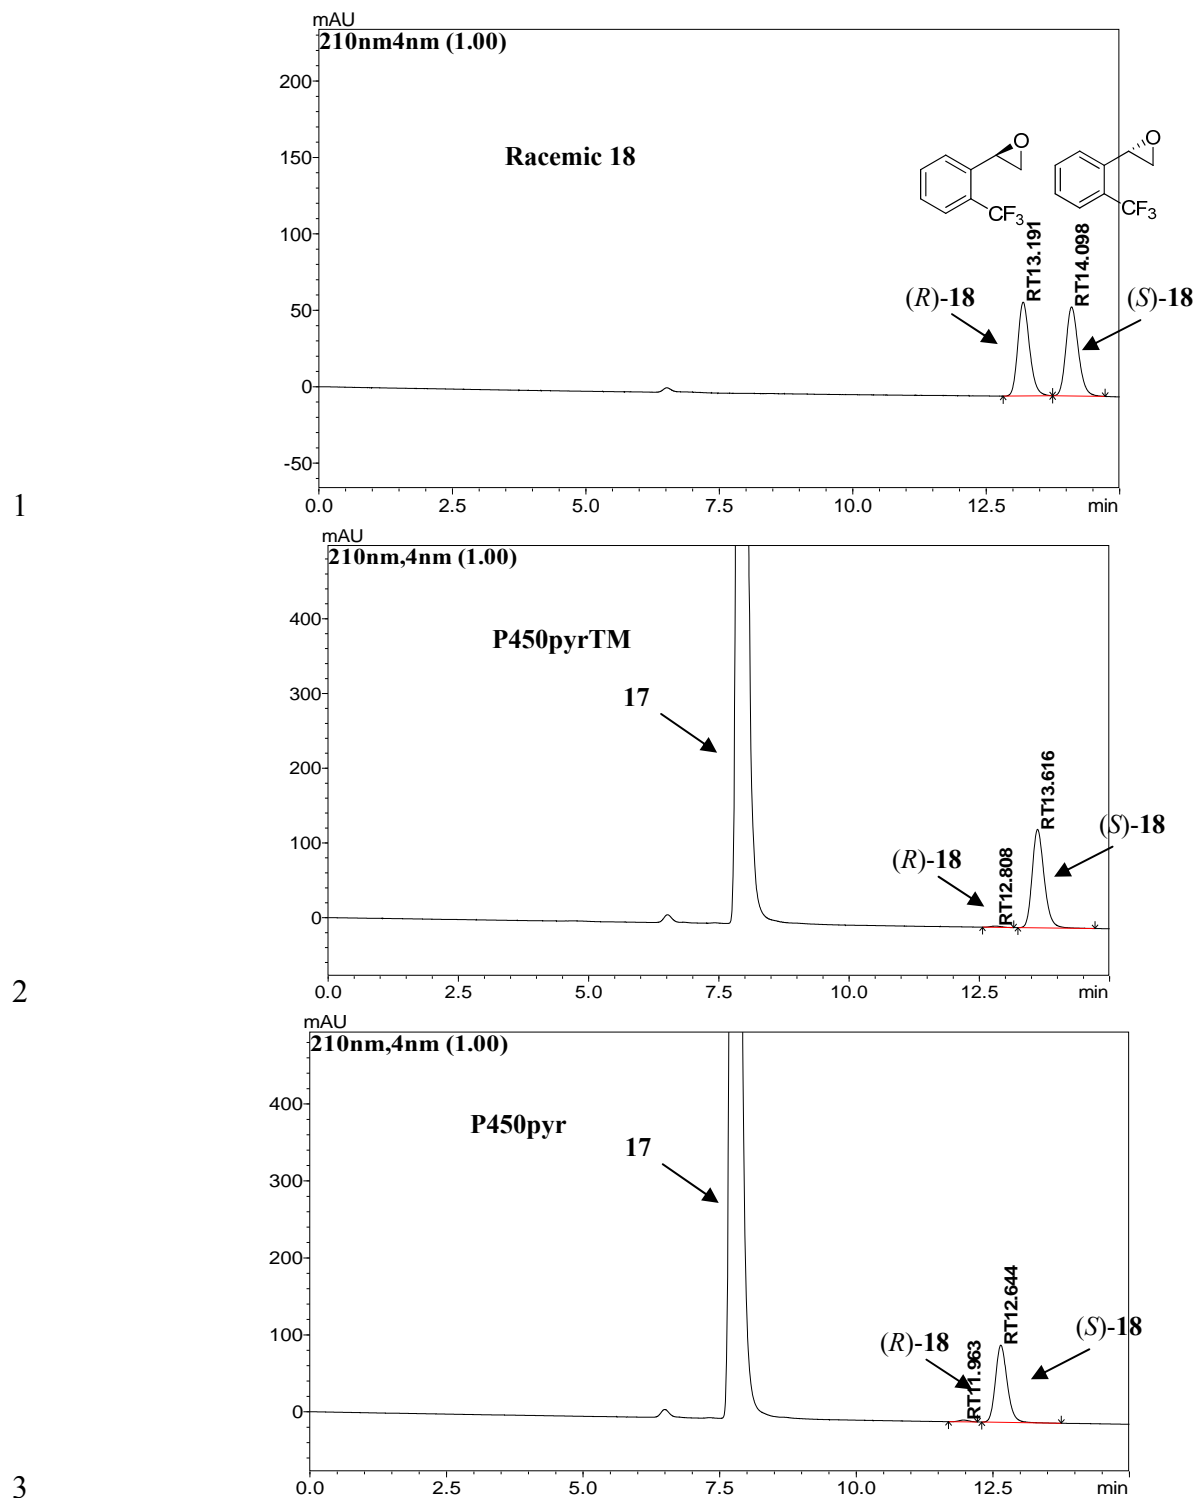 mAU
210nm4nm (1.00)
200
150
100
50
0
-50
Racemic 18
O
CF3
O
CF3
RT13.191
RT14.098
(R)-18
(S)-18
0.0 2.5 5.0 7.5 10.0 12.5 min
1
mAU
210nm,4nm (1.00)
400
300
200
100
0
P450pyrTM
17
(R)-18
RT12.808
RT13.616
(S)-18
0.0 2.5 5.0 7.5 10.0 12.5 min
2
mAU
210nm,4nm (1.00)
400
300
200
100
0
P450pyr
17
(R)-18
RT11.963
RT12.644
(S)-18
0.0 2.5 5.0 7.5 10.0 12.5 min
3